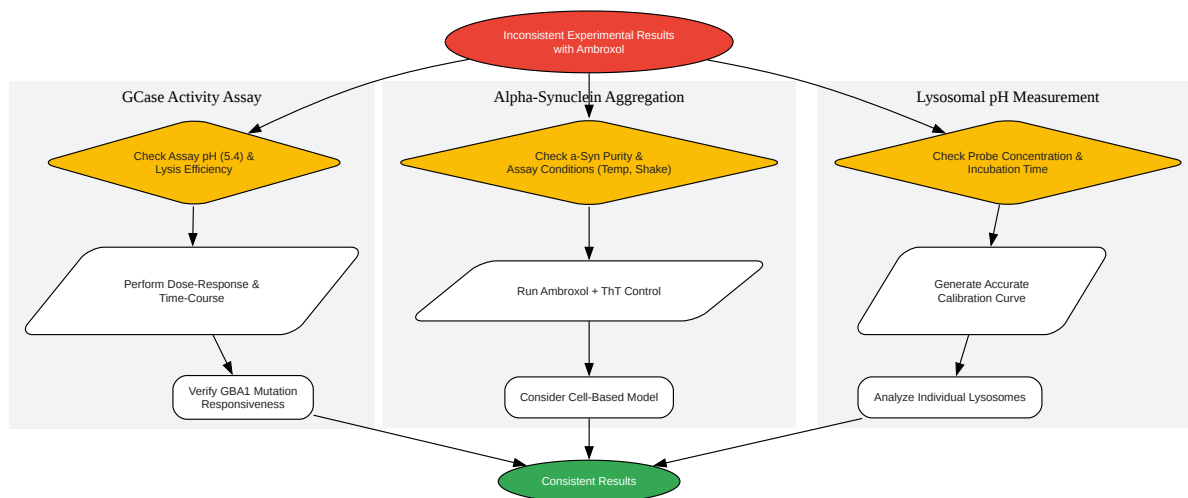 Inconsistent Experimental Results
with Ambroxol
GCase Activity Assay
Check Assay pH (5.4) &
Lysis Efficiency
Perform Dose-Response &
Time-Course
Verify GBA1 Mutation
Responsiveness
Alpha-Synuclein Aggregation
Check a-Syn Purity &
Assay Conditions (Temp, Shake)
Run Ambroxol + ThT Control
Consider Cell-Based Model
Lysosomal pH Measurement
Check Probe Concentration &
Incubation Time
Generate Accurate
Calibration Curve
Analyze Individual Lysosomes
Consistent Results